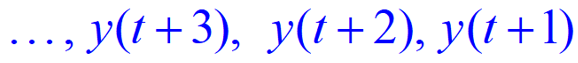 ..., y(t+3), y(t+2), y(t+1)